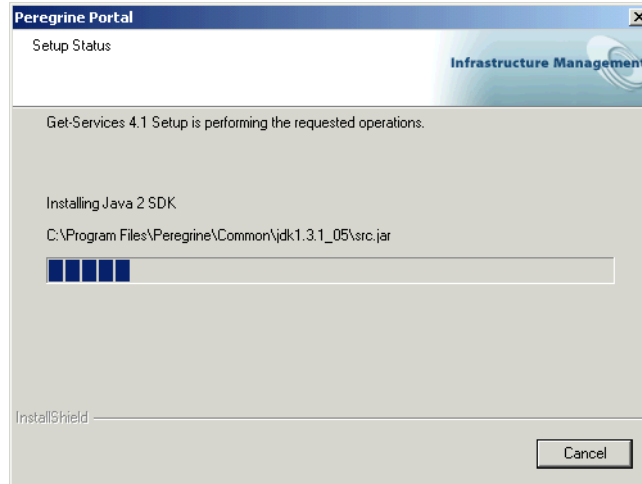 Peregrine Portal
Setup Status
Infrastructure Management
Get-Services 4.1 Setup is performing the requested operations.
Installing Java 2 SDK
C:\Program Files\Peregrine\Common\jdk1.3.1_05\src.jar
InstallShield
Cancel